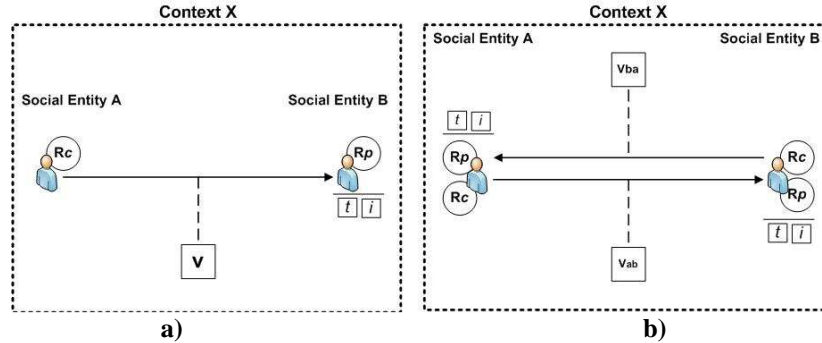 Context X
Social Entity A
Social Entity B
Rc
Rp
t i
V
a)
Context X
Social Entity A
Social Entity B
Vba
t i
Rp
Rc
Rc
Rp
t i
Vab
b)